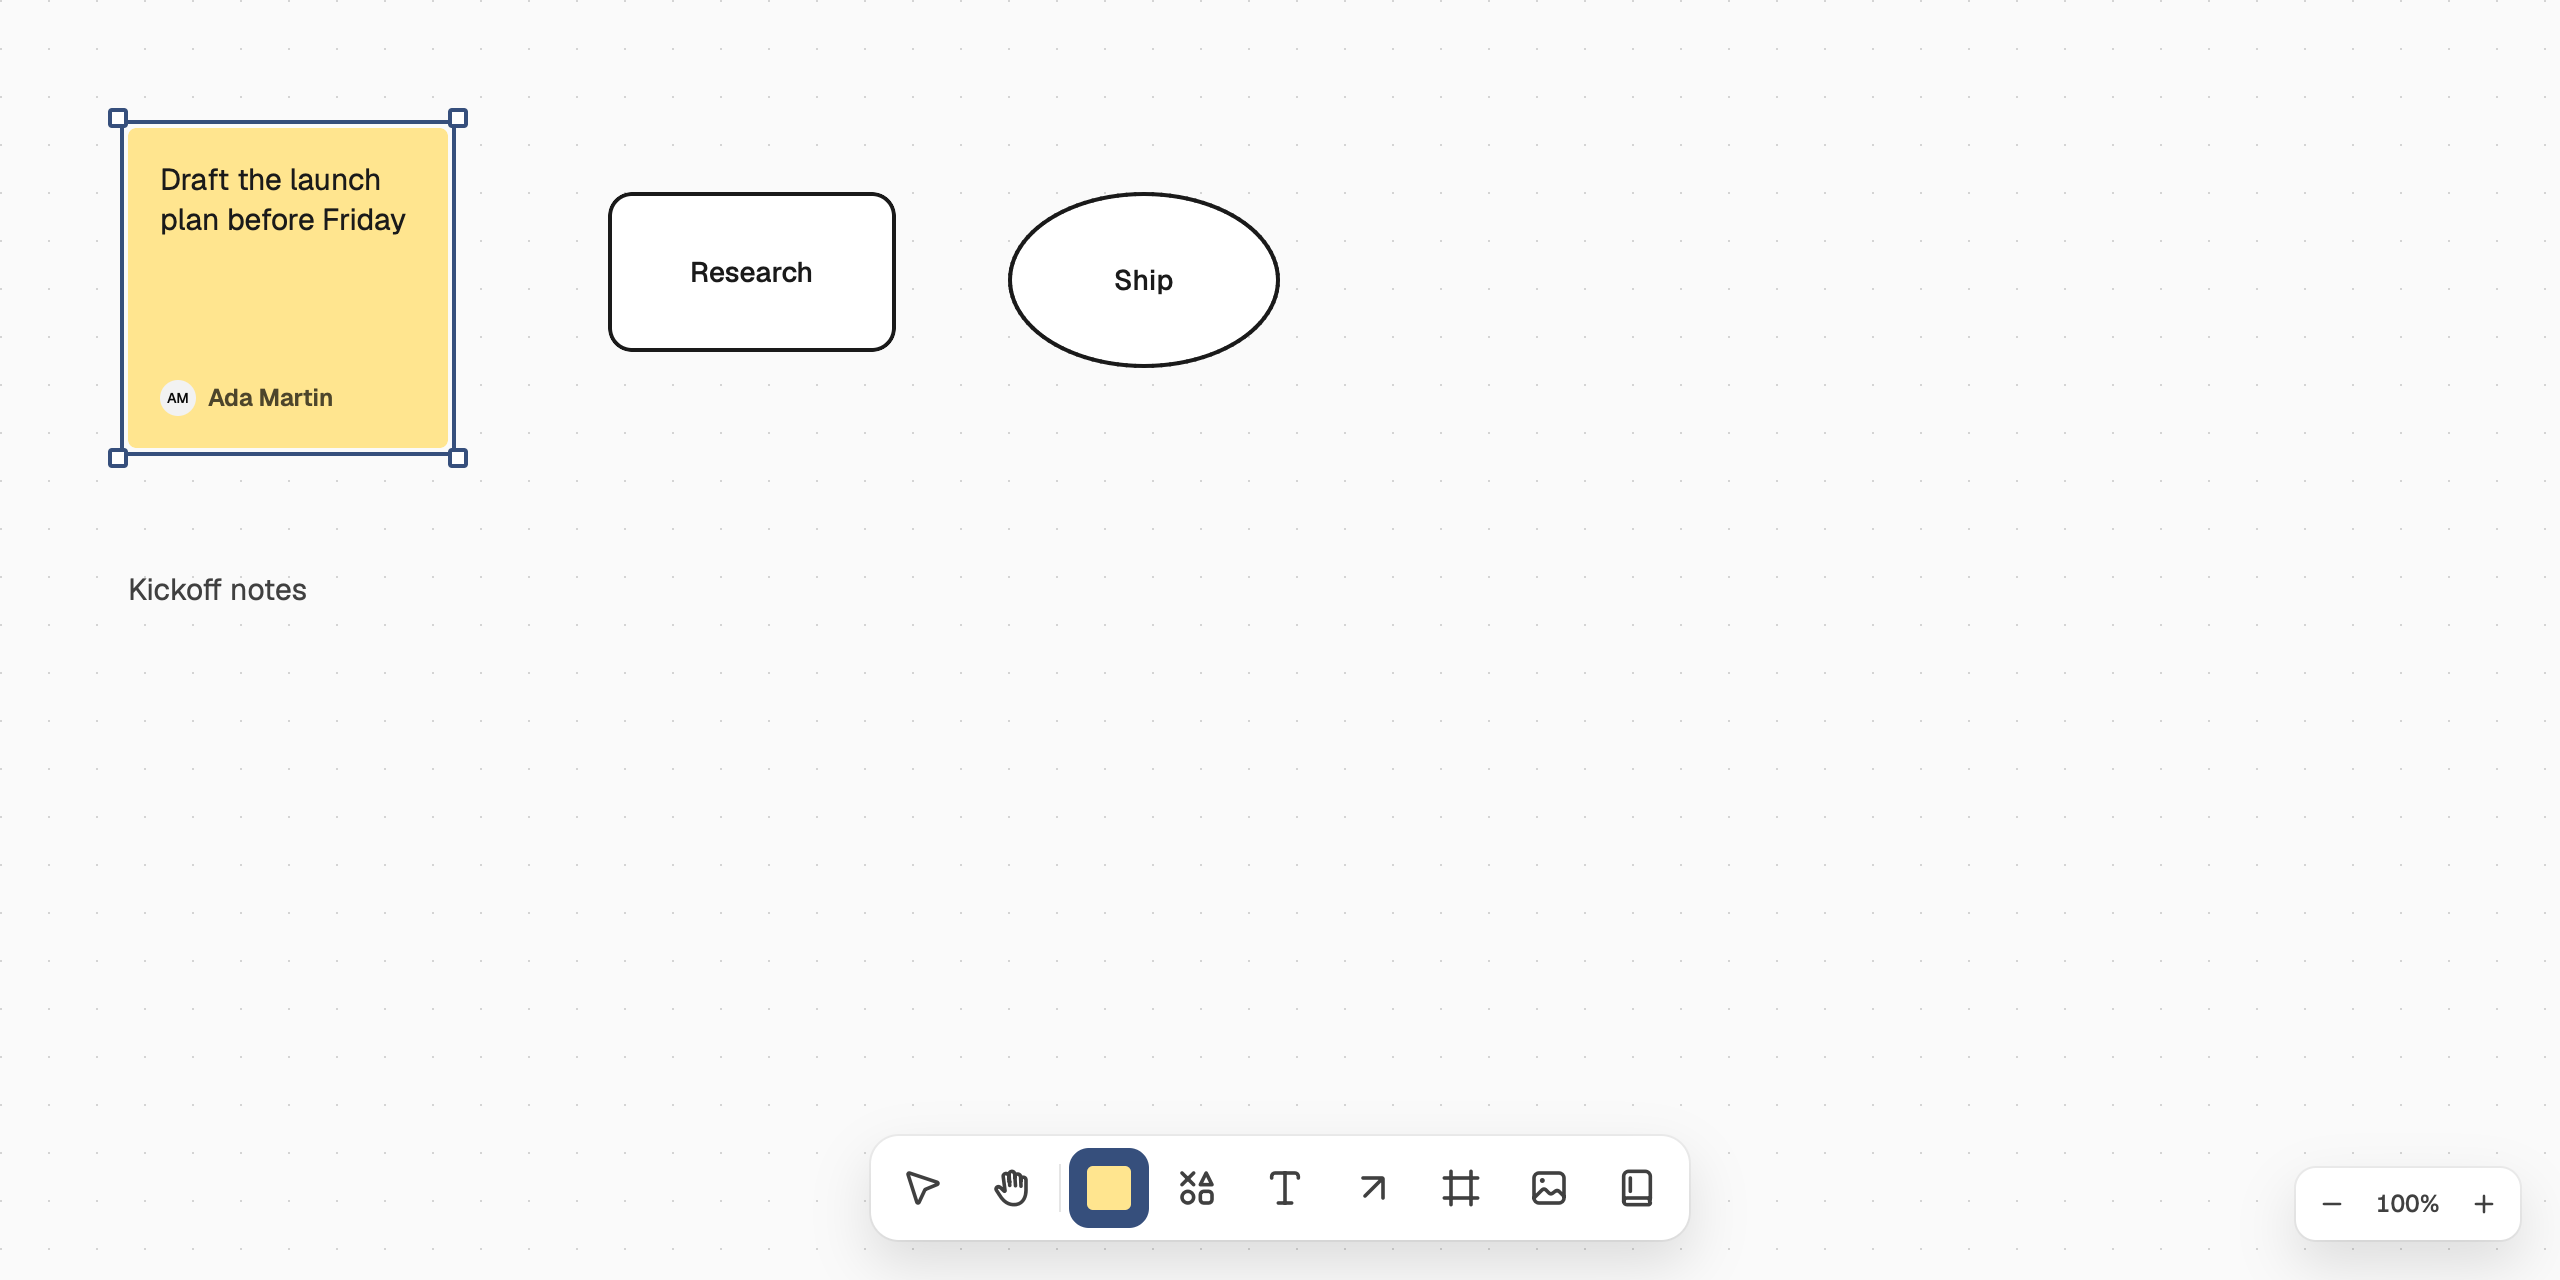 Draft the launch
plan before Friday
AM Ada Martin
Research
Ship
Kickoff notes
100%